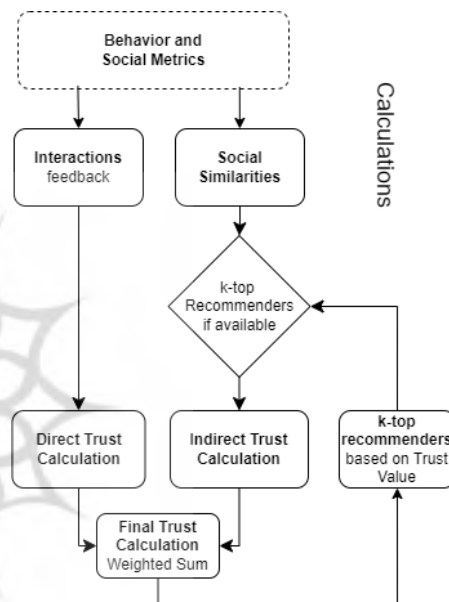 Behavior and
Social Metrics
Calculations
Interactions
feedback
Social
Similarities
k-top
Recommenders
if available
Direct Trust
Calculation
Indirect Trust
Calculation
k-top
recommenders
based on Trust
Value
Final Trust
Calculation
Weighted Sum